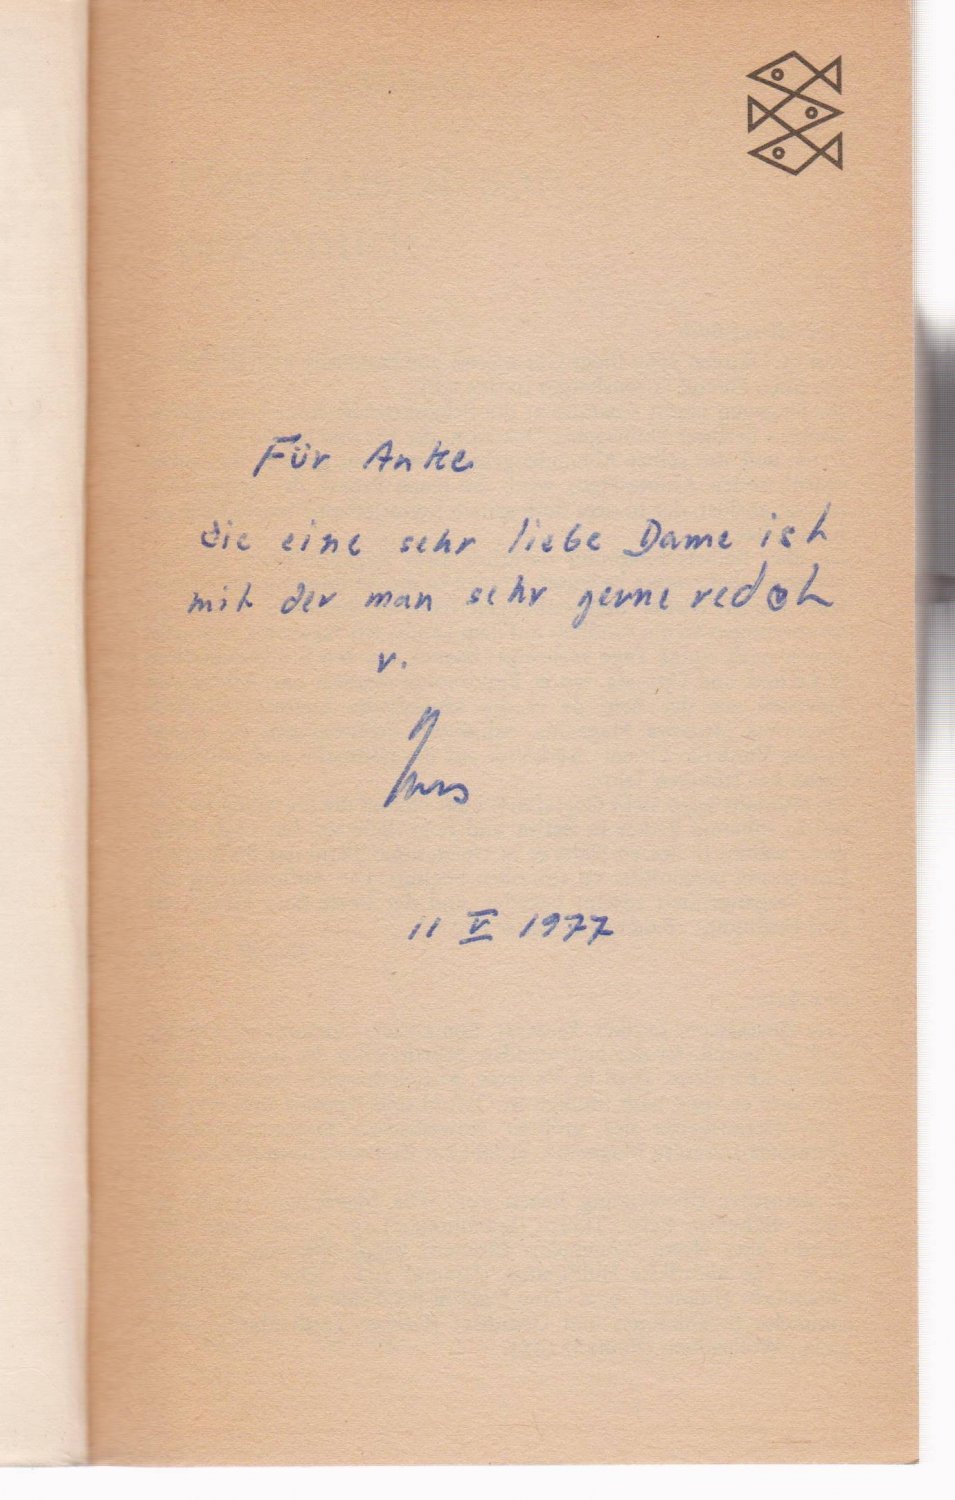 Für Anke
die eine sehr liebe Dame ist
mit der man sehr gerne redet
v.
11 V 1977